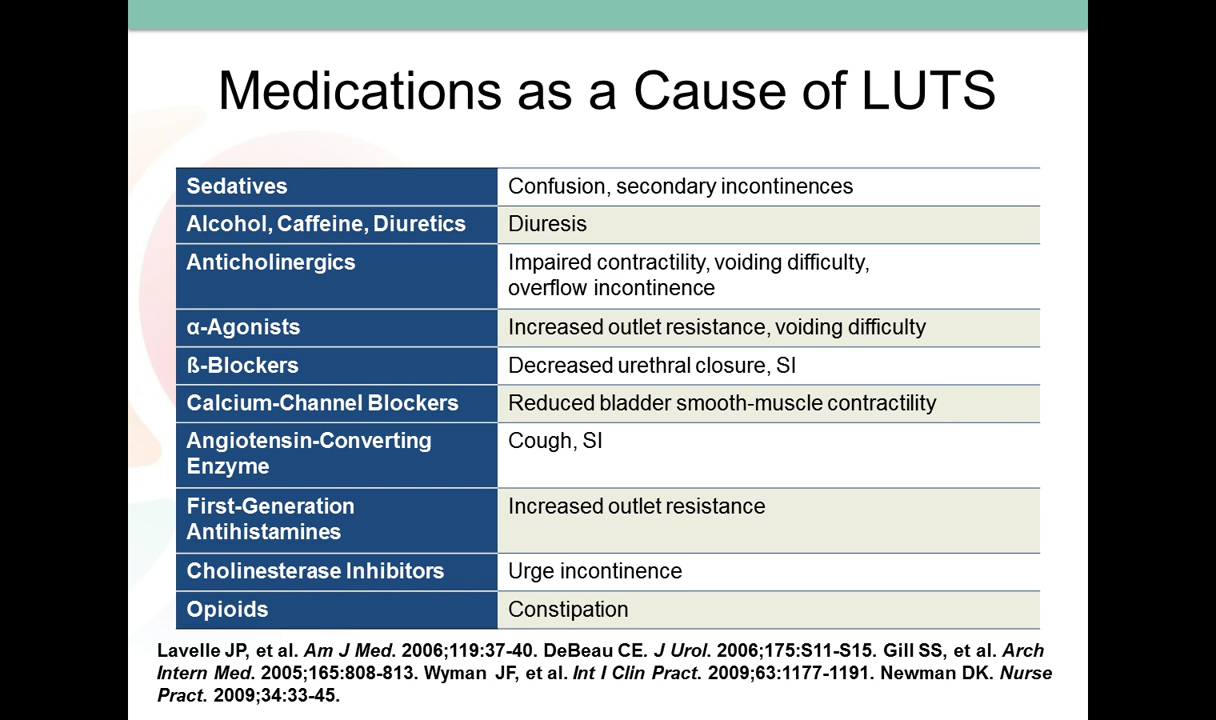 Medications as a Cause of LUTS
Sedatives
Confusion, secondary incontinences
Alcohol, Caffeine, Diuretics
Diuresis
Anticholinergics
Impaired contractility, voiding difficulty,
overflow incontinence
α-Agonists
Increased outlet resistance, voiding difficulty
ß-Blockers
Decreased urethral closure, SI
Calcium-Channel Blockers
Reduced bladder smooth-muscle contractility
Angiotensin-Converting
Enzyme
Cough, SI
First-Generation
Antihistamines
Increased outlet resistance
Cholinesterase Inhibitors
Urge incontinence
Opioids
Constipation
Lavelle JP, et al. Am J Med. 2006;119:37-40. DeBeau CE. J Urol. 2006;175:S11-S15. Gill SS, et al. Arch
Intern Med. 2005;165:808-813. Wyman JF, et al. Int I Clin Pract. 2009;63:1177-1191. Newman DK. Nurse
Pract. 2009;34:33-45.